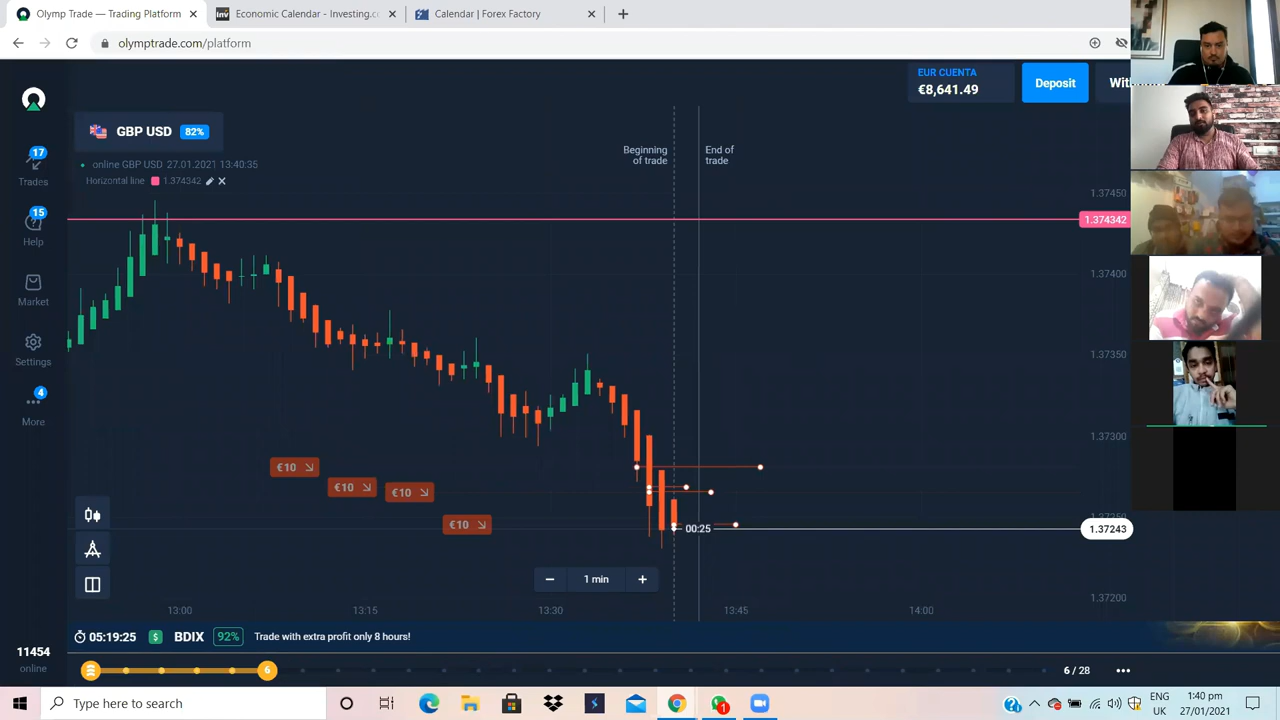 Olymp Trade — Trading Platform
Economic Calendar - Investing.c
Calendar | Forex Factory
olymptrade.com/platform
EUR CUENTA
€8,641.49
Deposit
Wit
GBP USD 82%
online GBP USD 27.01.2021 13:40:35
Horizontal line 1.374342
Beginning of trade
End of trade
17
Trades
15
Help
Market
Settings
4
More
1.37450
1.374342
1.37400
1.37350
1.37300
1.37243
1.37200
€10
€10
€10
€10
00:25
1 min
13:00
13:15
13:30
13:45
14:00
05:19:25 $ BDIX 92% Trade with extra profit only 8 hours!
11454
online
6
6 / 28
Type here to search
1
ENG
UK
1:40 pm
27/01/2021